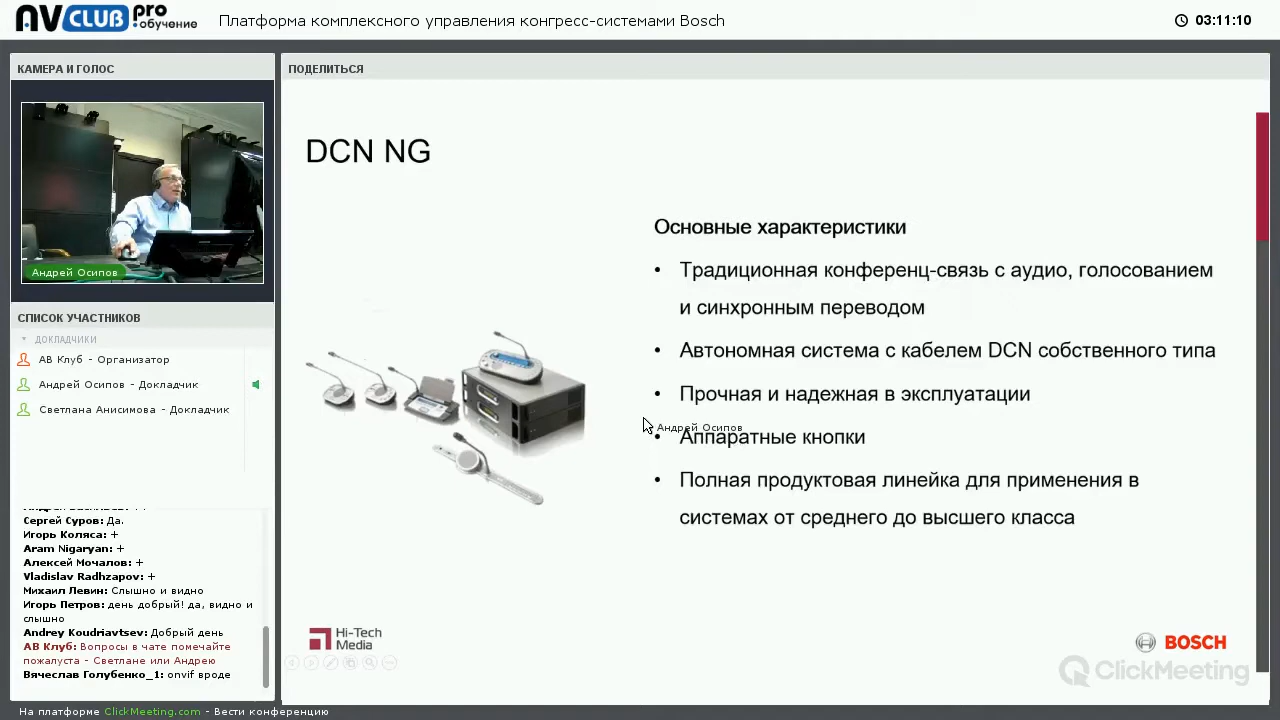 AVCLUB pro обучение
Платформа комплексного управления конгресс-системами Bosch
03:11:10
КАМЕРА И ГОЛОС
Андрей Осипов
СПИСОК УЧАСТНИКОВ
ДОКЛАДЧИКИ
АВ Клуб - Организатор
Андрей Осипов - Докладчик
Светлана Анисимова - Докладчик
Сергей Суров: Да.
Игорь Коляса: +
Aram Nigaryan: +
Алексей Мочалов: +
Vladislav Radhzapov: +
Михаил Левин: Слышно и видно
Игорь Петров: день добрый! да, видно и
слышно
Andrey Koudriavtsev: Добрый день
АВ Клуб: Вопросы в чате помечайте
пожалуста - Светлане или Андрею
Вячеслав Голубенко_1: onvif вроде
ПОДЕЛИТЬСЯ
DCN NG
Основные характеристики
• Традиционная конференц-связь с аудио, голосованием
и синхронным переводом
• Автономная система с кабелем DCN собственного типа
• Прочная и надежная в эксплуатации
Андрей Осипов
• Аппаратные кнопки
• Полная продуктовая линейка для применения в
системах от среднего до высшего класса
Hi-Tech
Media
BOSCH
ClickMeeting
На платформе ClickMeeting.com - Вести конференцию